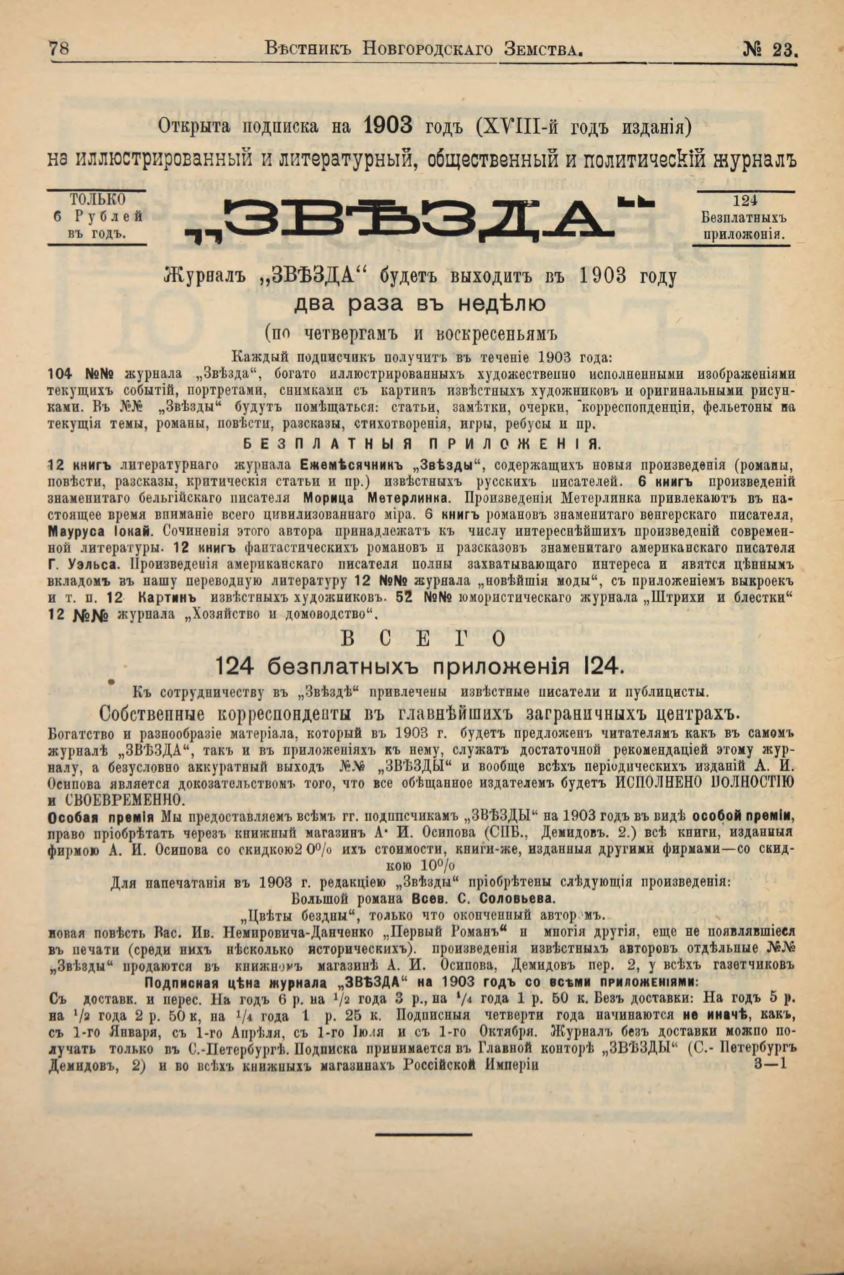 78
Вѣстникъ Новгородскаго Земства.
№ 23.
Открыта подписка на 1903 годъ (XVIII-й годъ изданія)
на иллюстрированный и литературный, общественный и политическій журналъ
ТОЛЬКО
6 Рублей
въ годъ.
„ЗВѢЗДА“
124
Безплатныхъ
приложенія.
Журналъ „ЗВѢЗДА“ будетъ выходитъ въ 1903 году
два раза въ недѣлю
(по четвергамъ и воскресеньямъ
Каждый подписчикъ получитъ въ теченіе 1903 года:
104 №№ журнала „Звѣзда“, богато иллюстрированныхъ художественно исполненными изображеніями
текущихъ событій, портретами, снимками съ картинъ извѣстныхъ художниковъ и оригинальными рисун-
ками. Въ №№ „Звѣзды“ будутъ помѣщаться: статьи, замѣтки, очерки, корреспонденціи, фельетоны на
текущія темы, романы, повѣсти, разсказы, стихотворенія, игры, ребусы и пр.
БЕЗПЛАТНЫЯ ПРИЛОЖЕНІЯ.
12 книгъ литературнаго журнала Ежемѣсячникъ „Звѣзды“, содержащихъ новыя произведенія (романы,
повѣсти, разсказы, критическія статьи и пр.) извѣстныхъ русскихъ писателей. 6 книгъ произведеній
знаменитаго бельгійскаго писателя Морица Метерлинка. Произведенія Метерлинка привлекаютъ въ на-
стоящее время вниманіе всего цивилизованнаго міра. 6 книгъ романовъ знаменитаго венгерскаго писателя,
Мауруса Іокай. Сочиненія этого автора принадлежатъ къ числу интереснѣйшихъ произведеній современ-
ной литературы. 12 книгъ фантастическихъ романовъ и разсказовъ знаменитаго американскаго писателя
Г. Уэльса. Произведенія американскаго писателя полны захватывающаго интереса и явятся цѣннымъ
вкладомъ въ нашу переводную литературу 12 №№ журнала „новѣйшія моды“, съ приложеніемъ выкроекъ
и т. п. 12 Картинъ извѣстныхъ художниковъ. 52 №№ юмористическаго журнала „Штрихи и блестки“
12 №№ журнала „Хозяйство и домоводство“.
ВСЕГО
124 безплатныхъ приложенія 124.
Къ сотрудничеству въ „Звѣздѣ“ привлечены извѣстные писатели и публицисты.
Собственные корреспонденты въ главнѣйшихъ заграничныхъ центрахъ.
Богатство и разнообразіе матеріала, который въ 1903 г. будетъ предложенъ читателямъ какъ въ самомъ
журналѣ „ЗВѢЗДА“, такъ и въ приложеніяхъ къ нему, служатъ достаточной рекомендаціей этому жур-
налу, а безусловно аккуратный выходъ №№ „ЗВѢЗДЫ“ и вообще всѣхъ періодическихъ изданій А. И.
Осипова является доказательствомъ того, что все обѣщанное издателемъ будетъ ИСПОЛНЕНО ПОЛНОСТІЮ
и СВОЕВРЕМЕННО.
Особая премія Мы предоставляемъ всѣмъ гг. подписчикамъ „ЗВѢЗДЫ“ на 1903 годъ въ видѣ особой преміи,
право пріобрѣтать черезъ книжный магазинъ А. И. Осипова (СПБ., Демидовъ. 2.) всѣ книги, изданныя
фирмою А. И. Осипова со скидкою 20% ихъ стоимости, книги-же, изданныя другими фирмами—со скид-
кою 10%
Для напечатанія въ 1903 г. редакціею „Звѣзды“ пріобрѣтены слѣдующія произведенія:
Большой романа Всев. С. Соловьева.
„Цвѣты бездны“, только что оконченный авторомъ.
новая повѣсть Вас. Ив. Немировича-Данченко „Первый Романъ“ и многія другія, еще не появлявшіеся
въ печати (среди нихъ нѣсколько историческихъ). произведенія извѣстныхъ авторовъ отдѣльные №№
„Звѣзды“ продаются въ книжномъ магазинѣ А. И. Осипова, Демидовъ пер. 2, у всѣхъ газетчиковъ
Подписная цѣна журнала „ЗВѢЗДА“ на 1903 годъ со всѣми приложеніями:
Съ доставк. и перес. На годъ 6 р. на 1/2 года 3 р., на 1/4 года 1 р. 50 к. Безъ доставки: На годъ 5 р.
на 1/2 года 2 р. 50 к, на 1/4 года 1 р. 25 к. Подписныя четверти года начинаются не иначѣ, какъ,
съ 1-го Января, съ 1-го Апрѣля, съ 1-го Іюля и съ 1-го Октября. Журналъ безъ доставки можно по-
лучать только въ С.-Петербургѣ. Подписка принимается въ Главной конторѣ „ЗВѢЗДЫ“ (С.- Петербургъ
Демидовъ, 2) и во всѣхъ книжныхъ магазинахъ Россійской Имперіи 3—1